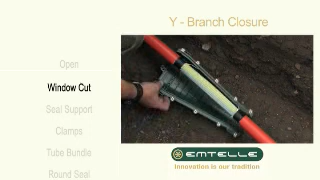 Y - Branch Closure
Open
Window Cut
Seal Support
Clamps
Tube Bundle
Round Seal
EMTELLE
Innovation is our tradition